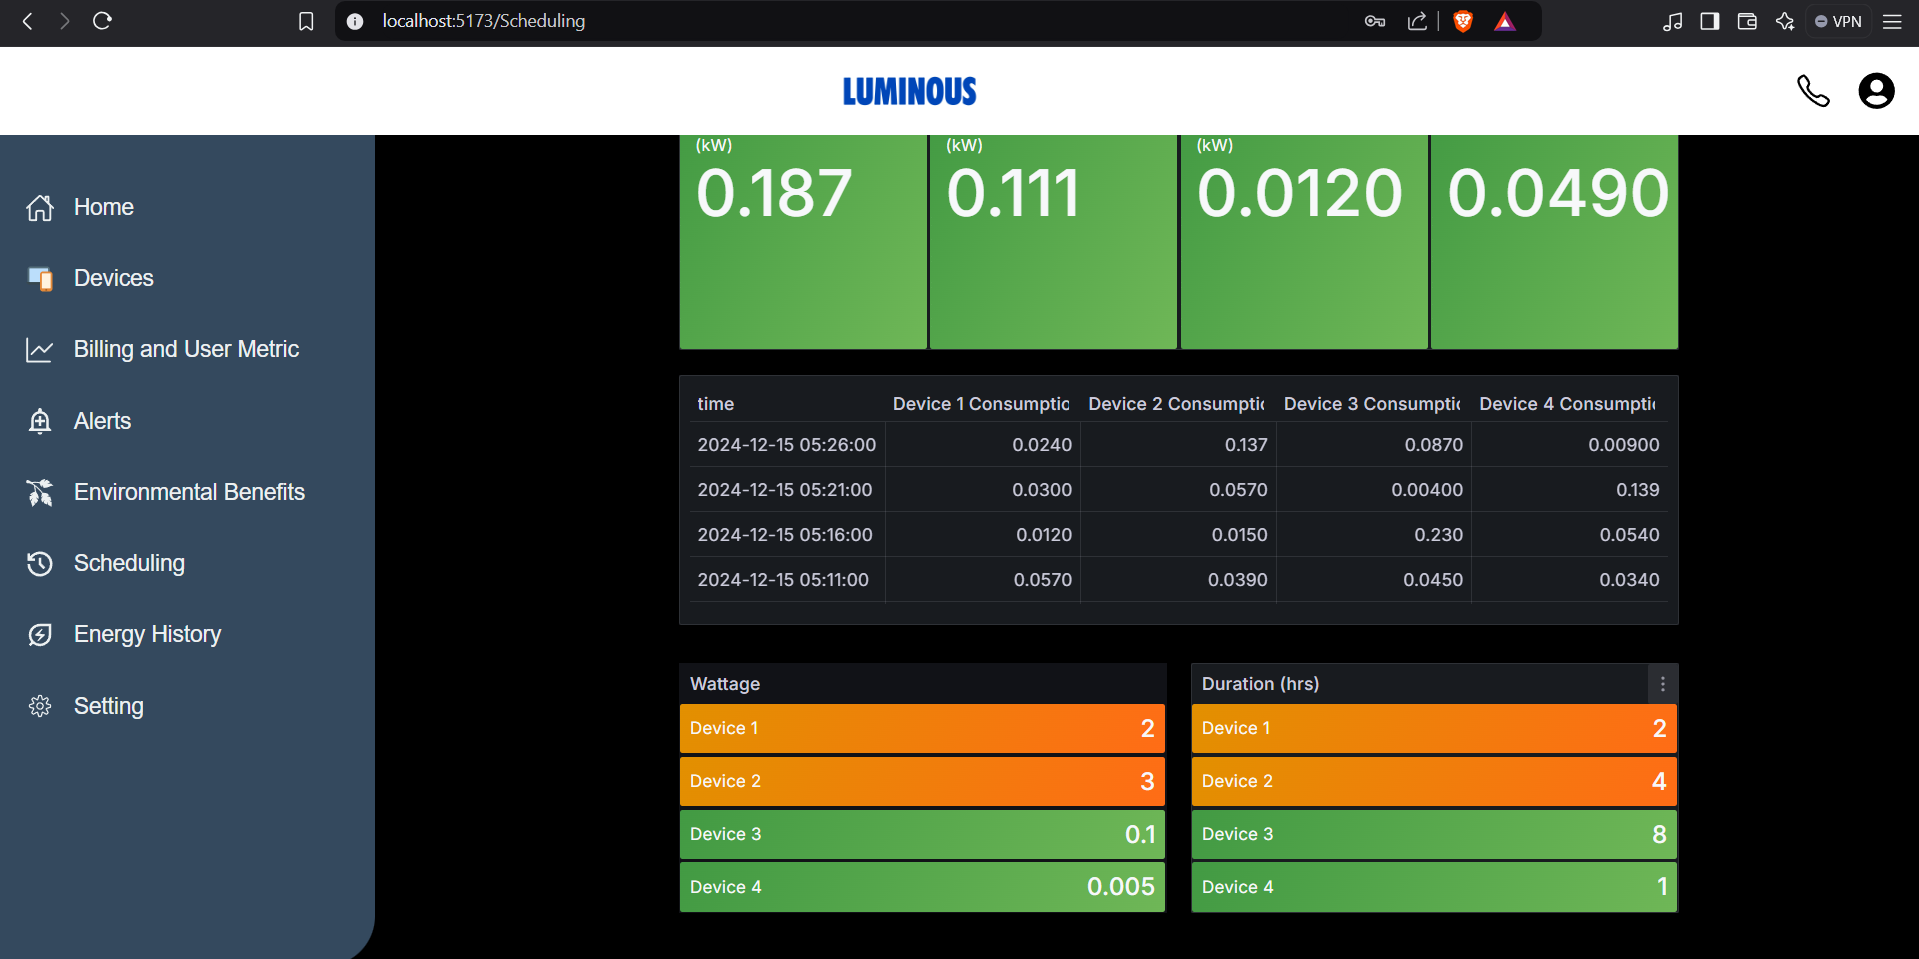 localhost:5173/Scheduling
VPN
LUMINOUS
Home
Devices
Billing and User Metric
Alerts
Environmental Benefits
Scheduling
Energy History
Setting
(kW) (kW) (kW)
0.187 0.111 0.0120 0.0490
time Device 1 Consumptio Device 2 Consumptio Device 3 Consumptio Device 4 Consumptio
2024-12-15 05:26:00 0.0240 0.137 0.0870 0.00900
2024-12-15 05:21:00 0.0300 0.0570 0.00400 0.139
2024-12-15 05:16:00 0.0120 0.0150 0.230 0.0540
2024-12-15 05:11:00 0.0570 0.0390 0.0450 0.0340
Wattage
Device 1 2
Device 2 3
Device 3 0.1
Device 4 0.005
Duration (hrs)
Device 1 2
Device 2 4
Device 3 8
Device 4 1